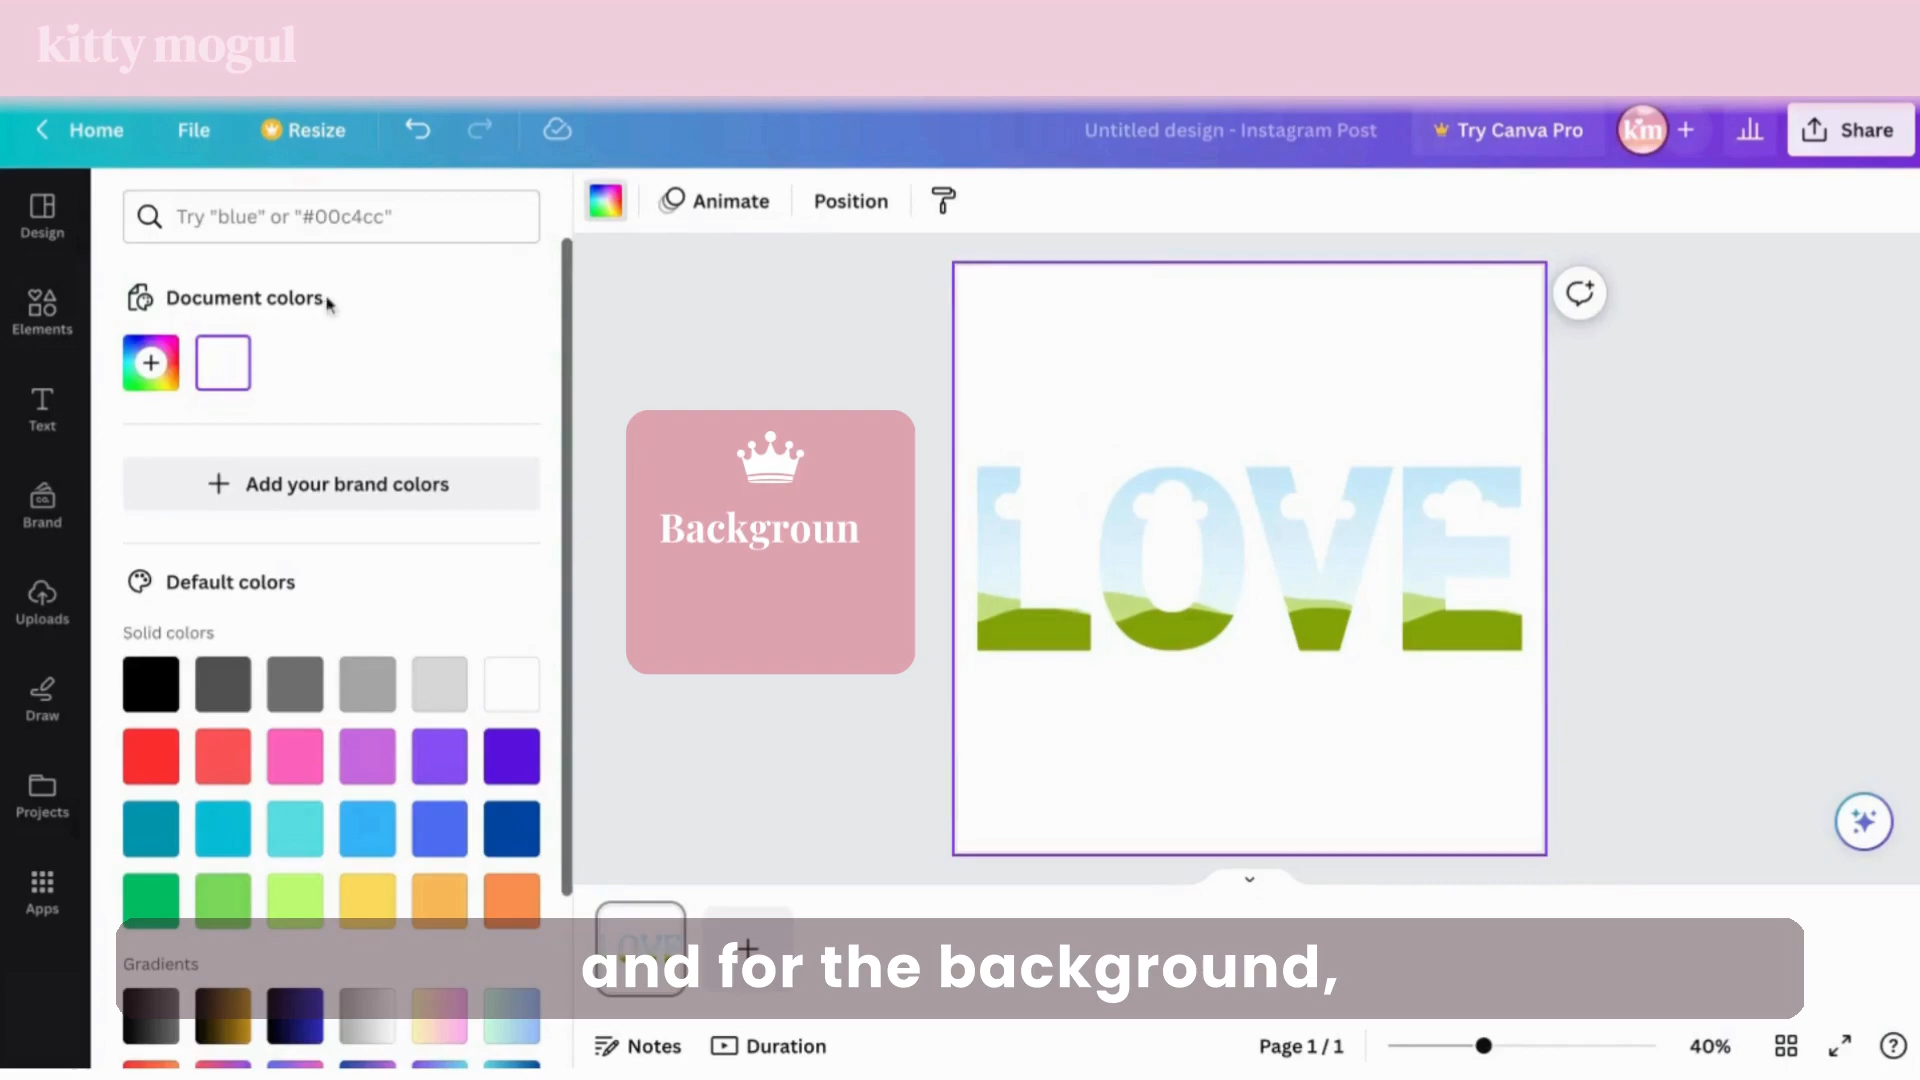 kitty mogul
Home
File
Resize
Untitled design - Instagram Post
Try Canva Pro
km
Share
Design
Elements
Text
Brand
Uploads
Draw
Projects
Apps
Try "blue" or "#00c4cc"
Document colors
Add your brand colors
Default colors
Solid colors
Gradients
Animate
Position
Backgroun
LOVE
LOVE
and for the background,
Notes
Duration
Page 1 / 1
40%